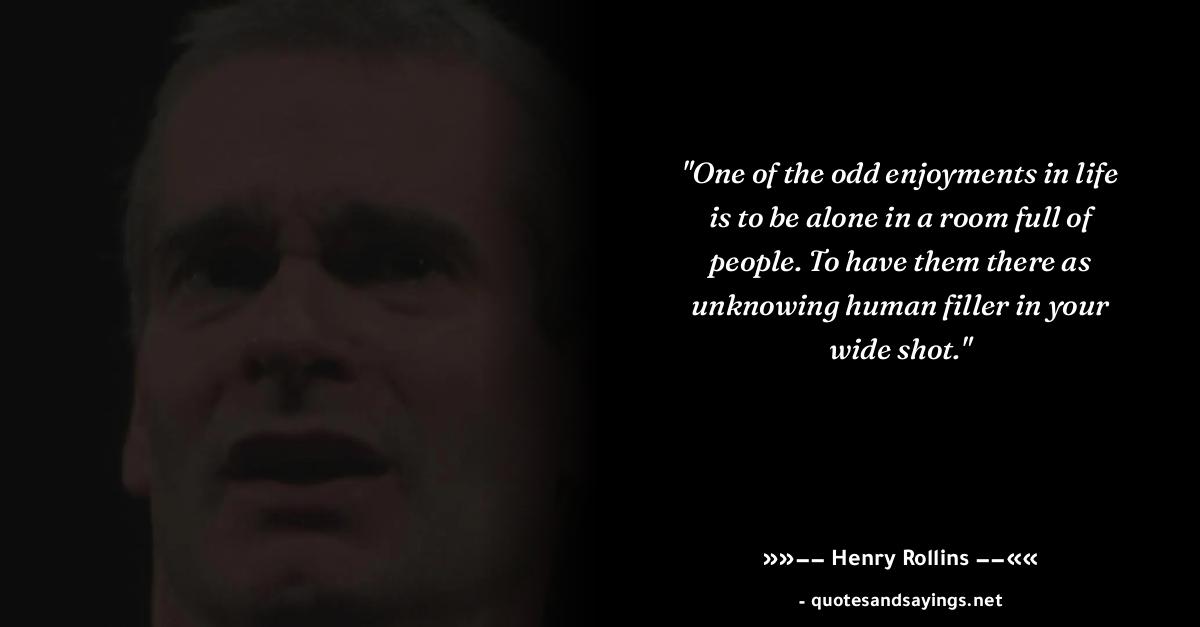 "One of the odd enjoyments in life
is to be alone in a room full of
people. To have them there as
unknowing human filler in your
wide shot."
»»–– Henry Rollins ––««
- quotesandsayings.net